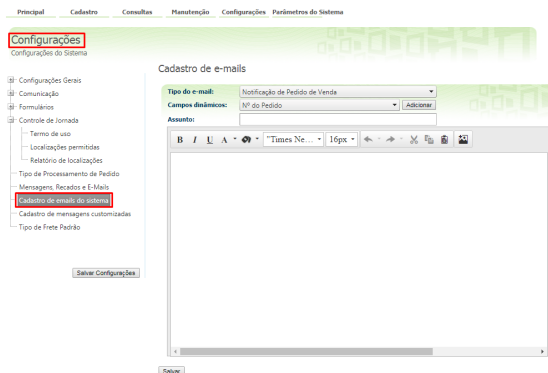 Principal Cadastro Consultas Manutenção Configurações Parâmetros do Sistema
Configurações
Configurações do Sistema
Cadastro de e-mails
Configurações Gerais
Comunicação
Formulários
Controle de Jornada
Termo de uso
Localizações permitidas
Relatório de localizações
Tipo de Processamento de Pedido
Mensagens, Recados e E-Mails
Cadastro de emails do sistema
Cadastro de mensagens customizadas
Tipo de Frete Padrão
Salvar Configurações
Tipo do e-mail: Notificação de Pedido de Venda
Campos dinâmicos: Nº do Pedido Adicionar
Assunto:
B I U A "Times Ne... 16px
Salvar